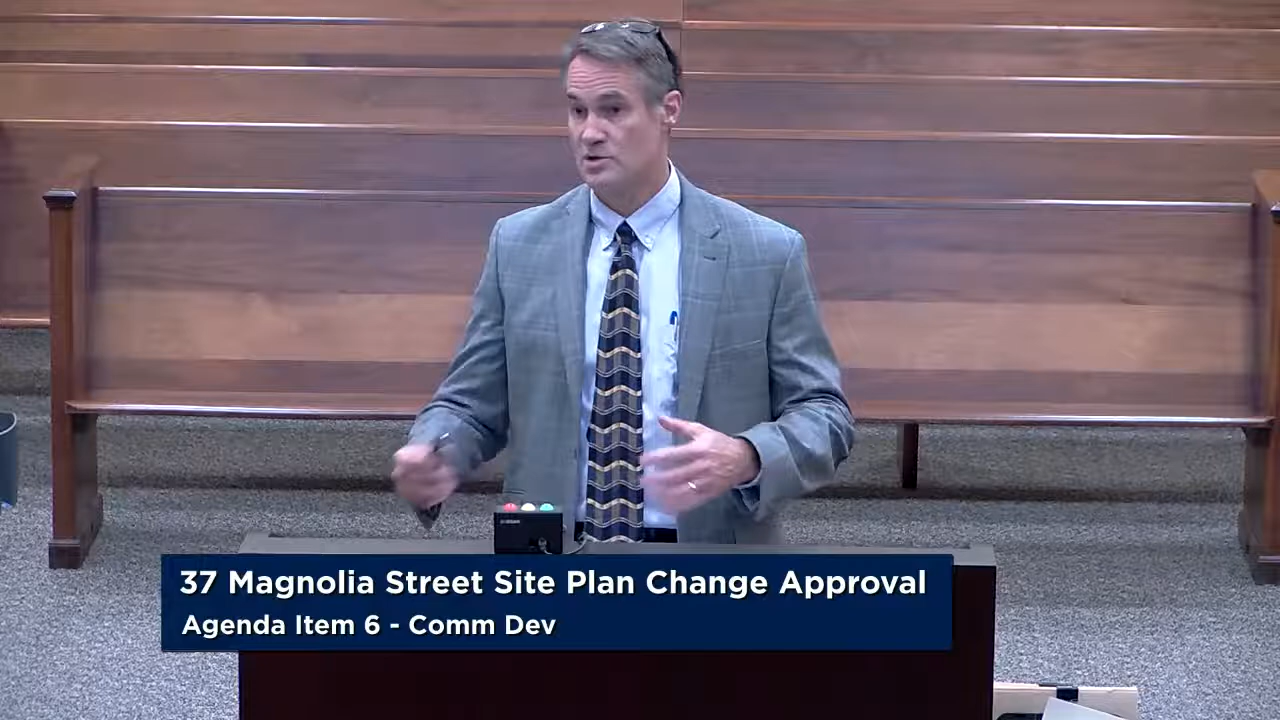 37 Magnolia Street Site Plan Change Approval
Agenda Item 6 - Comm Dev